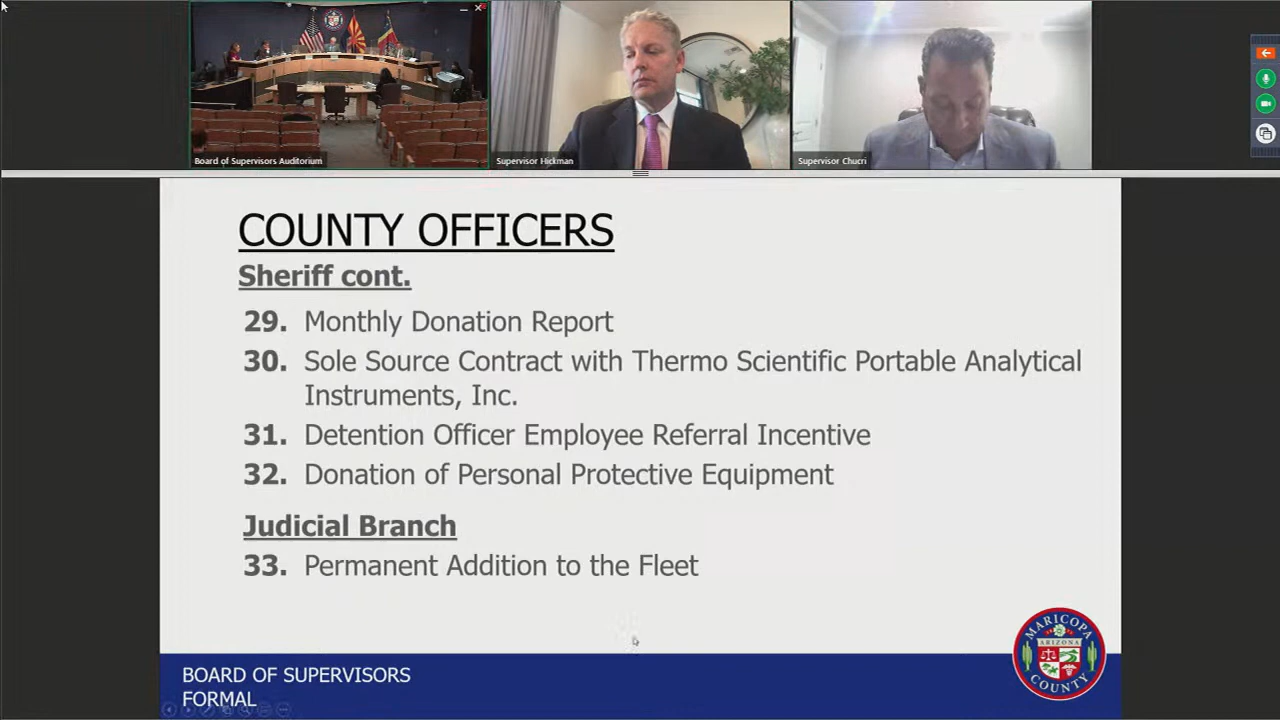 Board of Supervisors Auditorium
Supervisor Hickman
Supervisor Chucri
COUNTY OFFICERS
Sheriff cont.
29. Monthly Donation Report
30. Sole Source Contract with Thermo Scientific Portable Analytical
Instruments, Inc.
31. Detention Officer Employee Referral Incentive
32. Donation of Personal Protective Equipment
Judicial Branch
33. Permanent Addition to the Fleet
BOARD OF SUPERVISORS
FORMAL
MARICOPA
ARIZONA
COUNTY